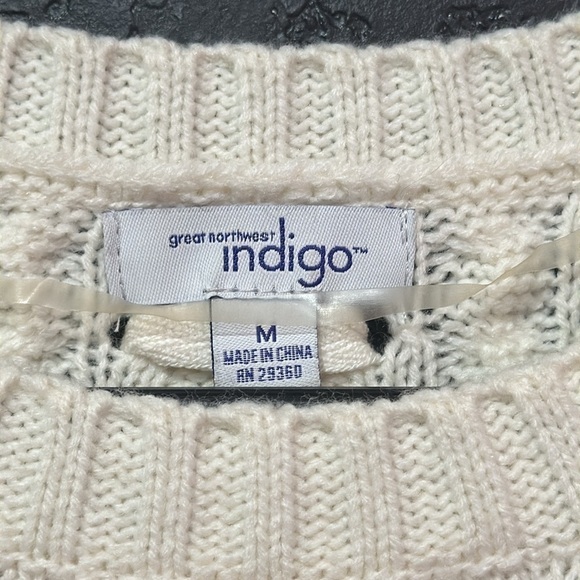 great northwest
indigo™
M
MADE IN CHINA
RN 29360